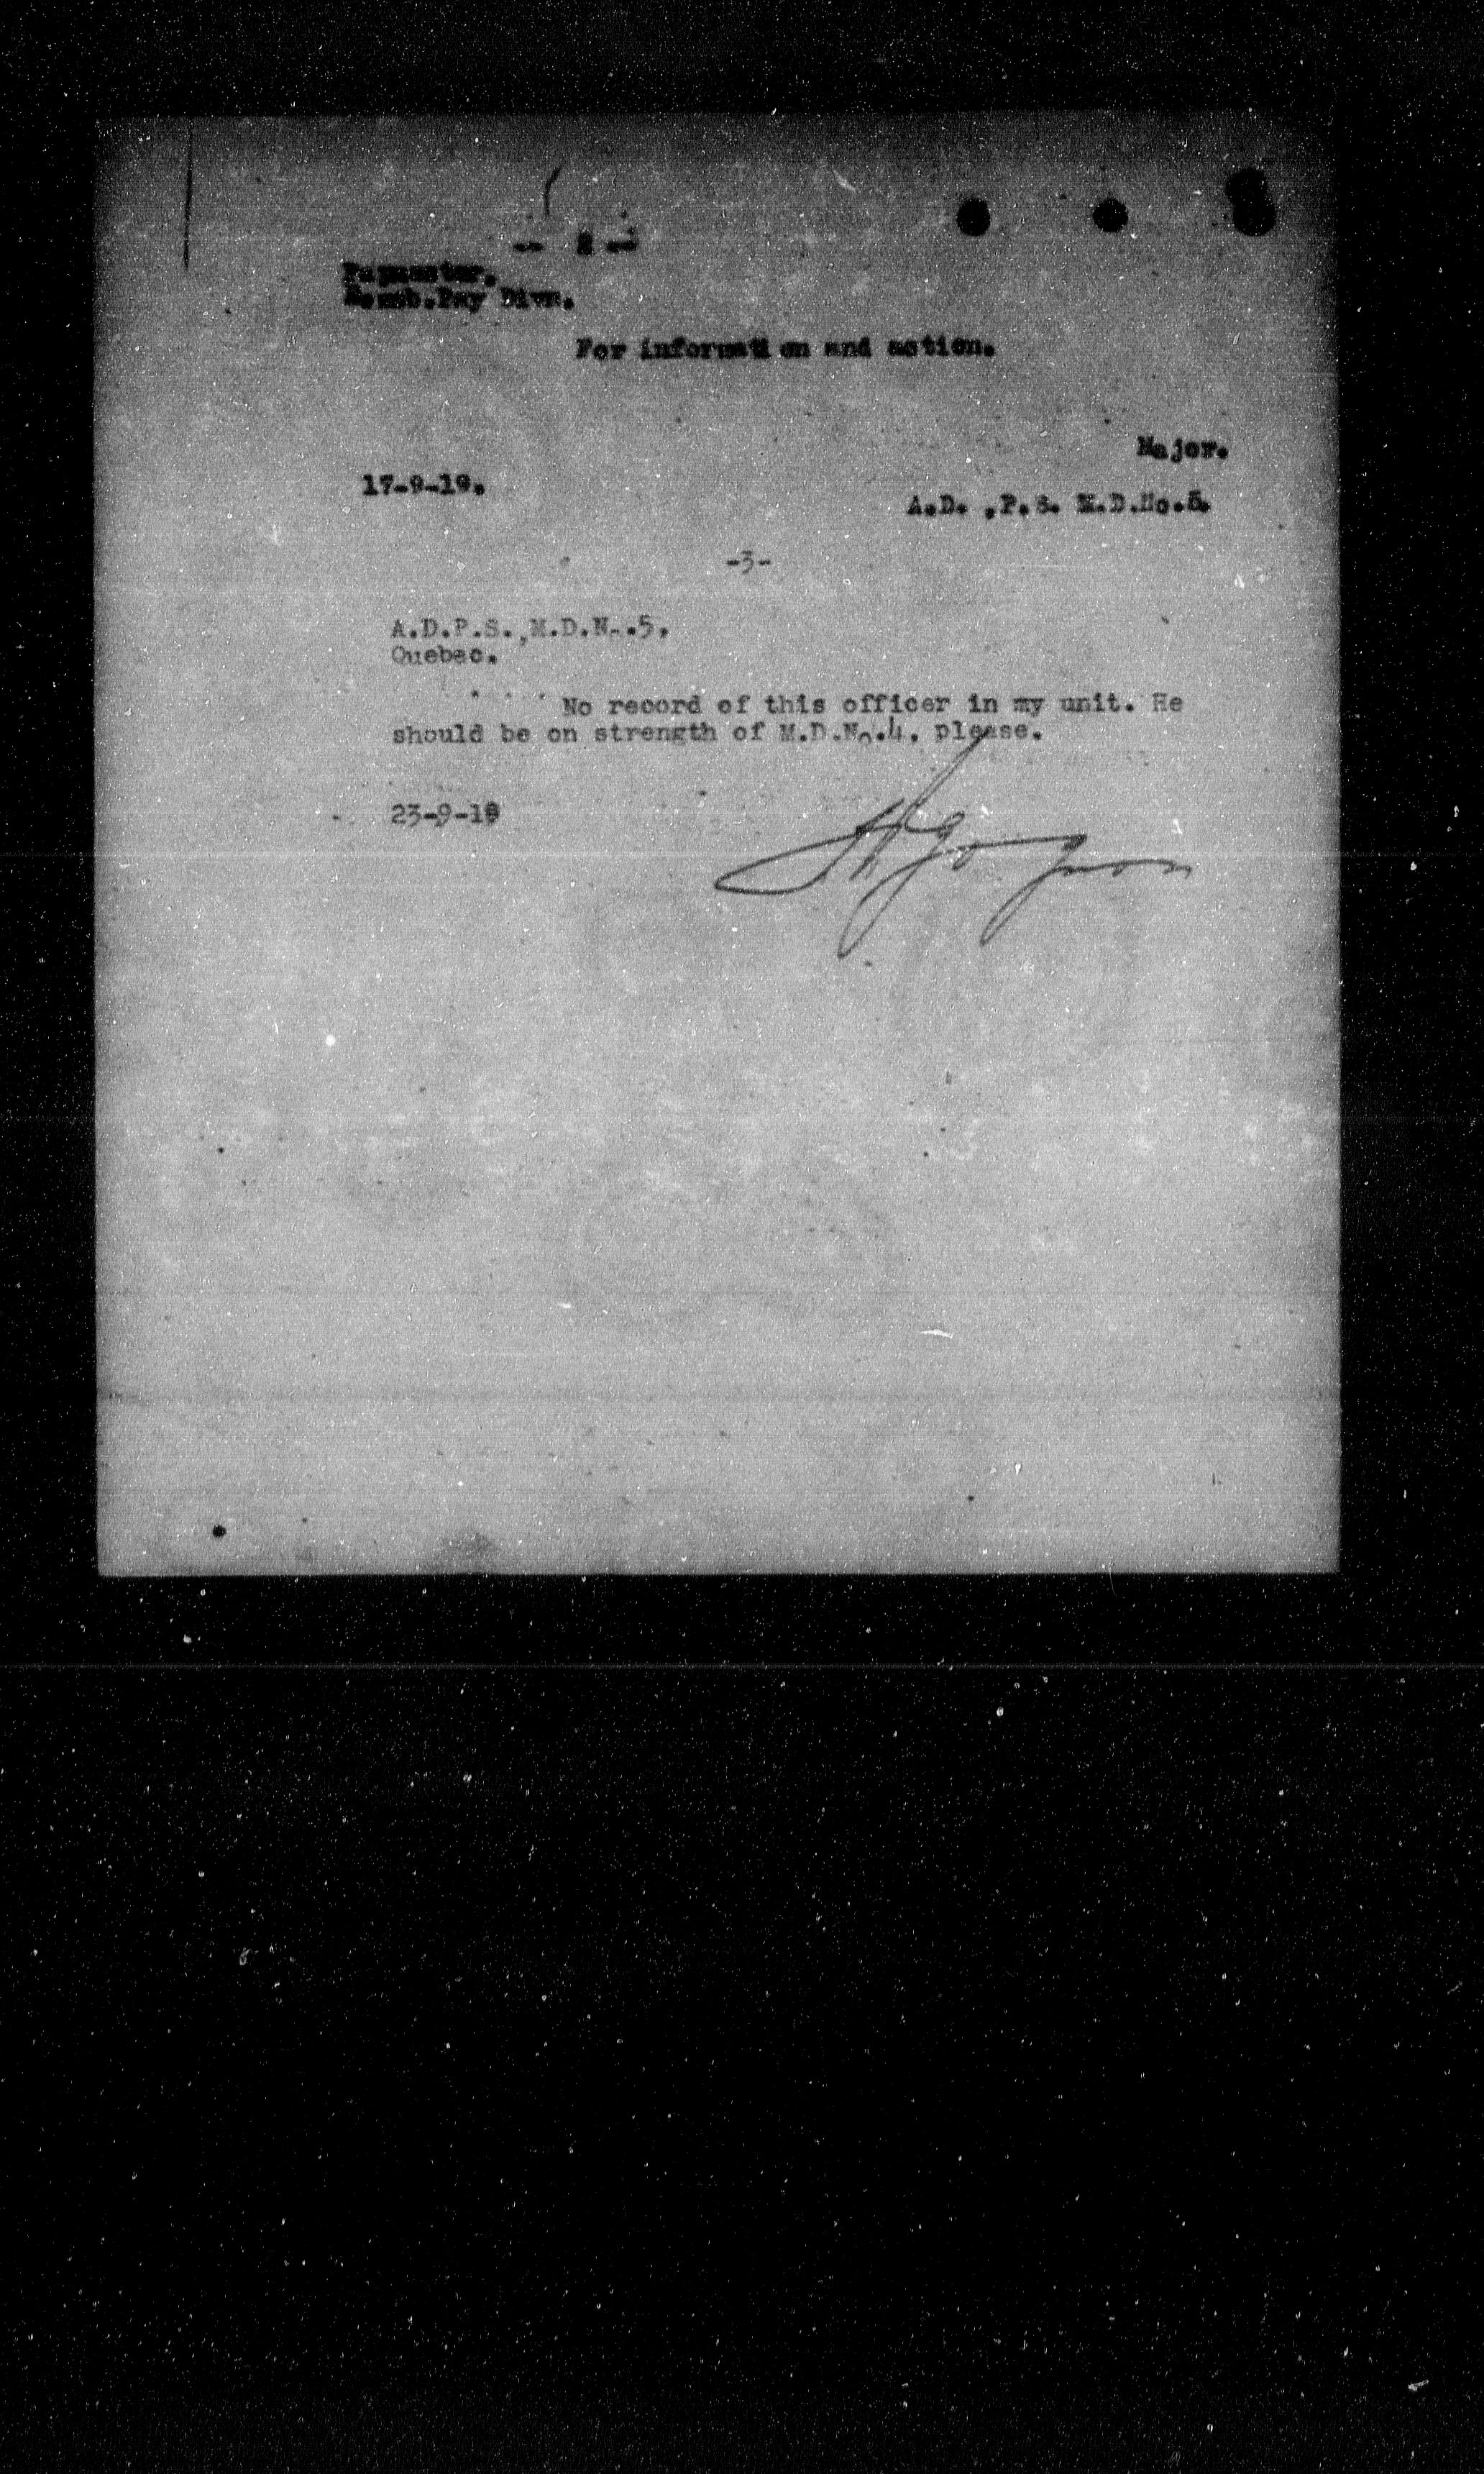 -- 2 --
Paymaster.
Demob.Pay Divn.
For information and action.
Major.
17-9-19.
A.D. ,P.S. M.D.No.5.
-3-
A.D.P.S.,M.D.No.5,
Quebec.
No record of this officer in my unit. He
should be on strength of M.D.No.4, please.
23-9-19